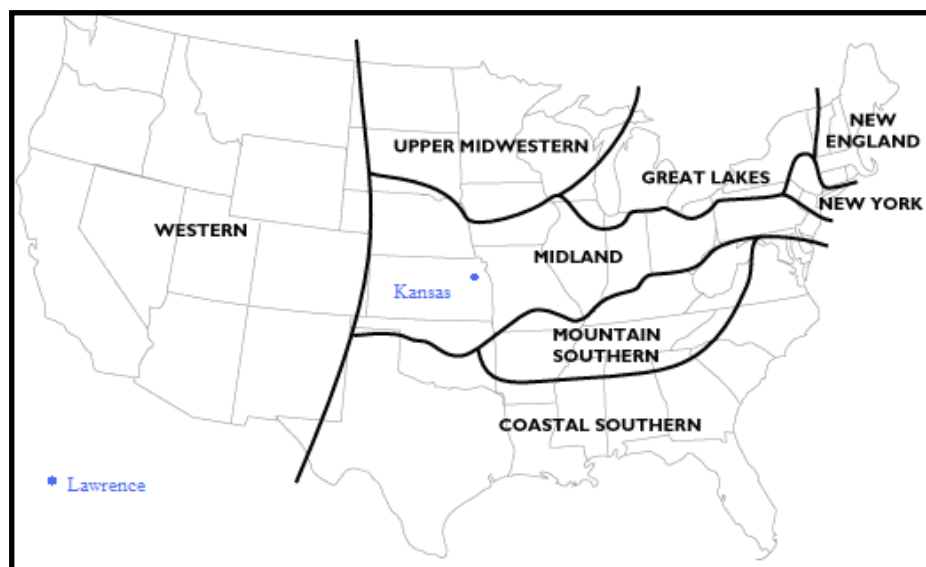 NEW
ENGLAND
UPPER MIDWESTERN
GREAT LAKES
NEW YORK
WESTERN
MIDLAND
Kansas
MOUNTAIN
SOUTHERN
COASTAL SOUTHERN
Lawrence